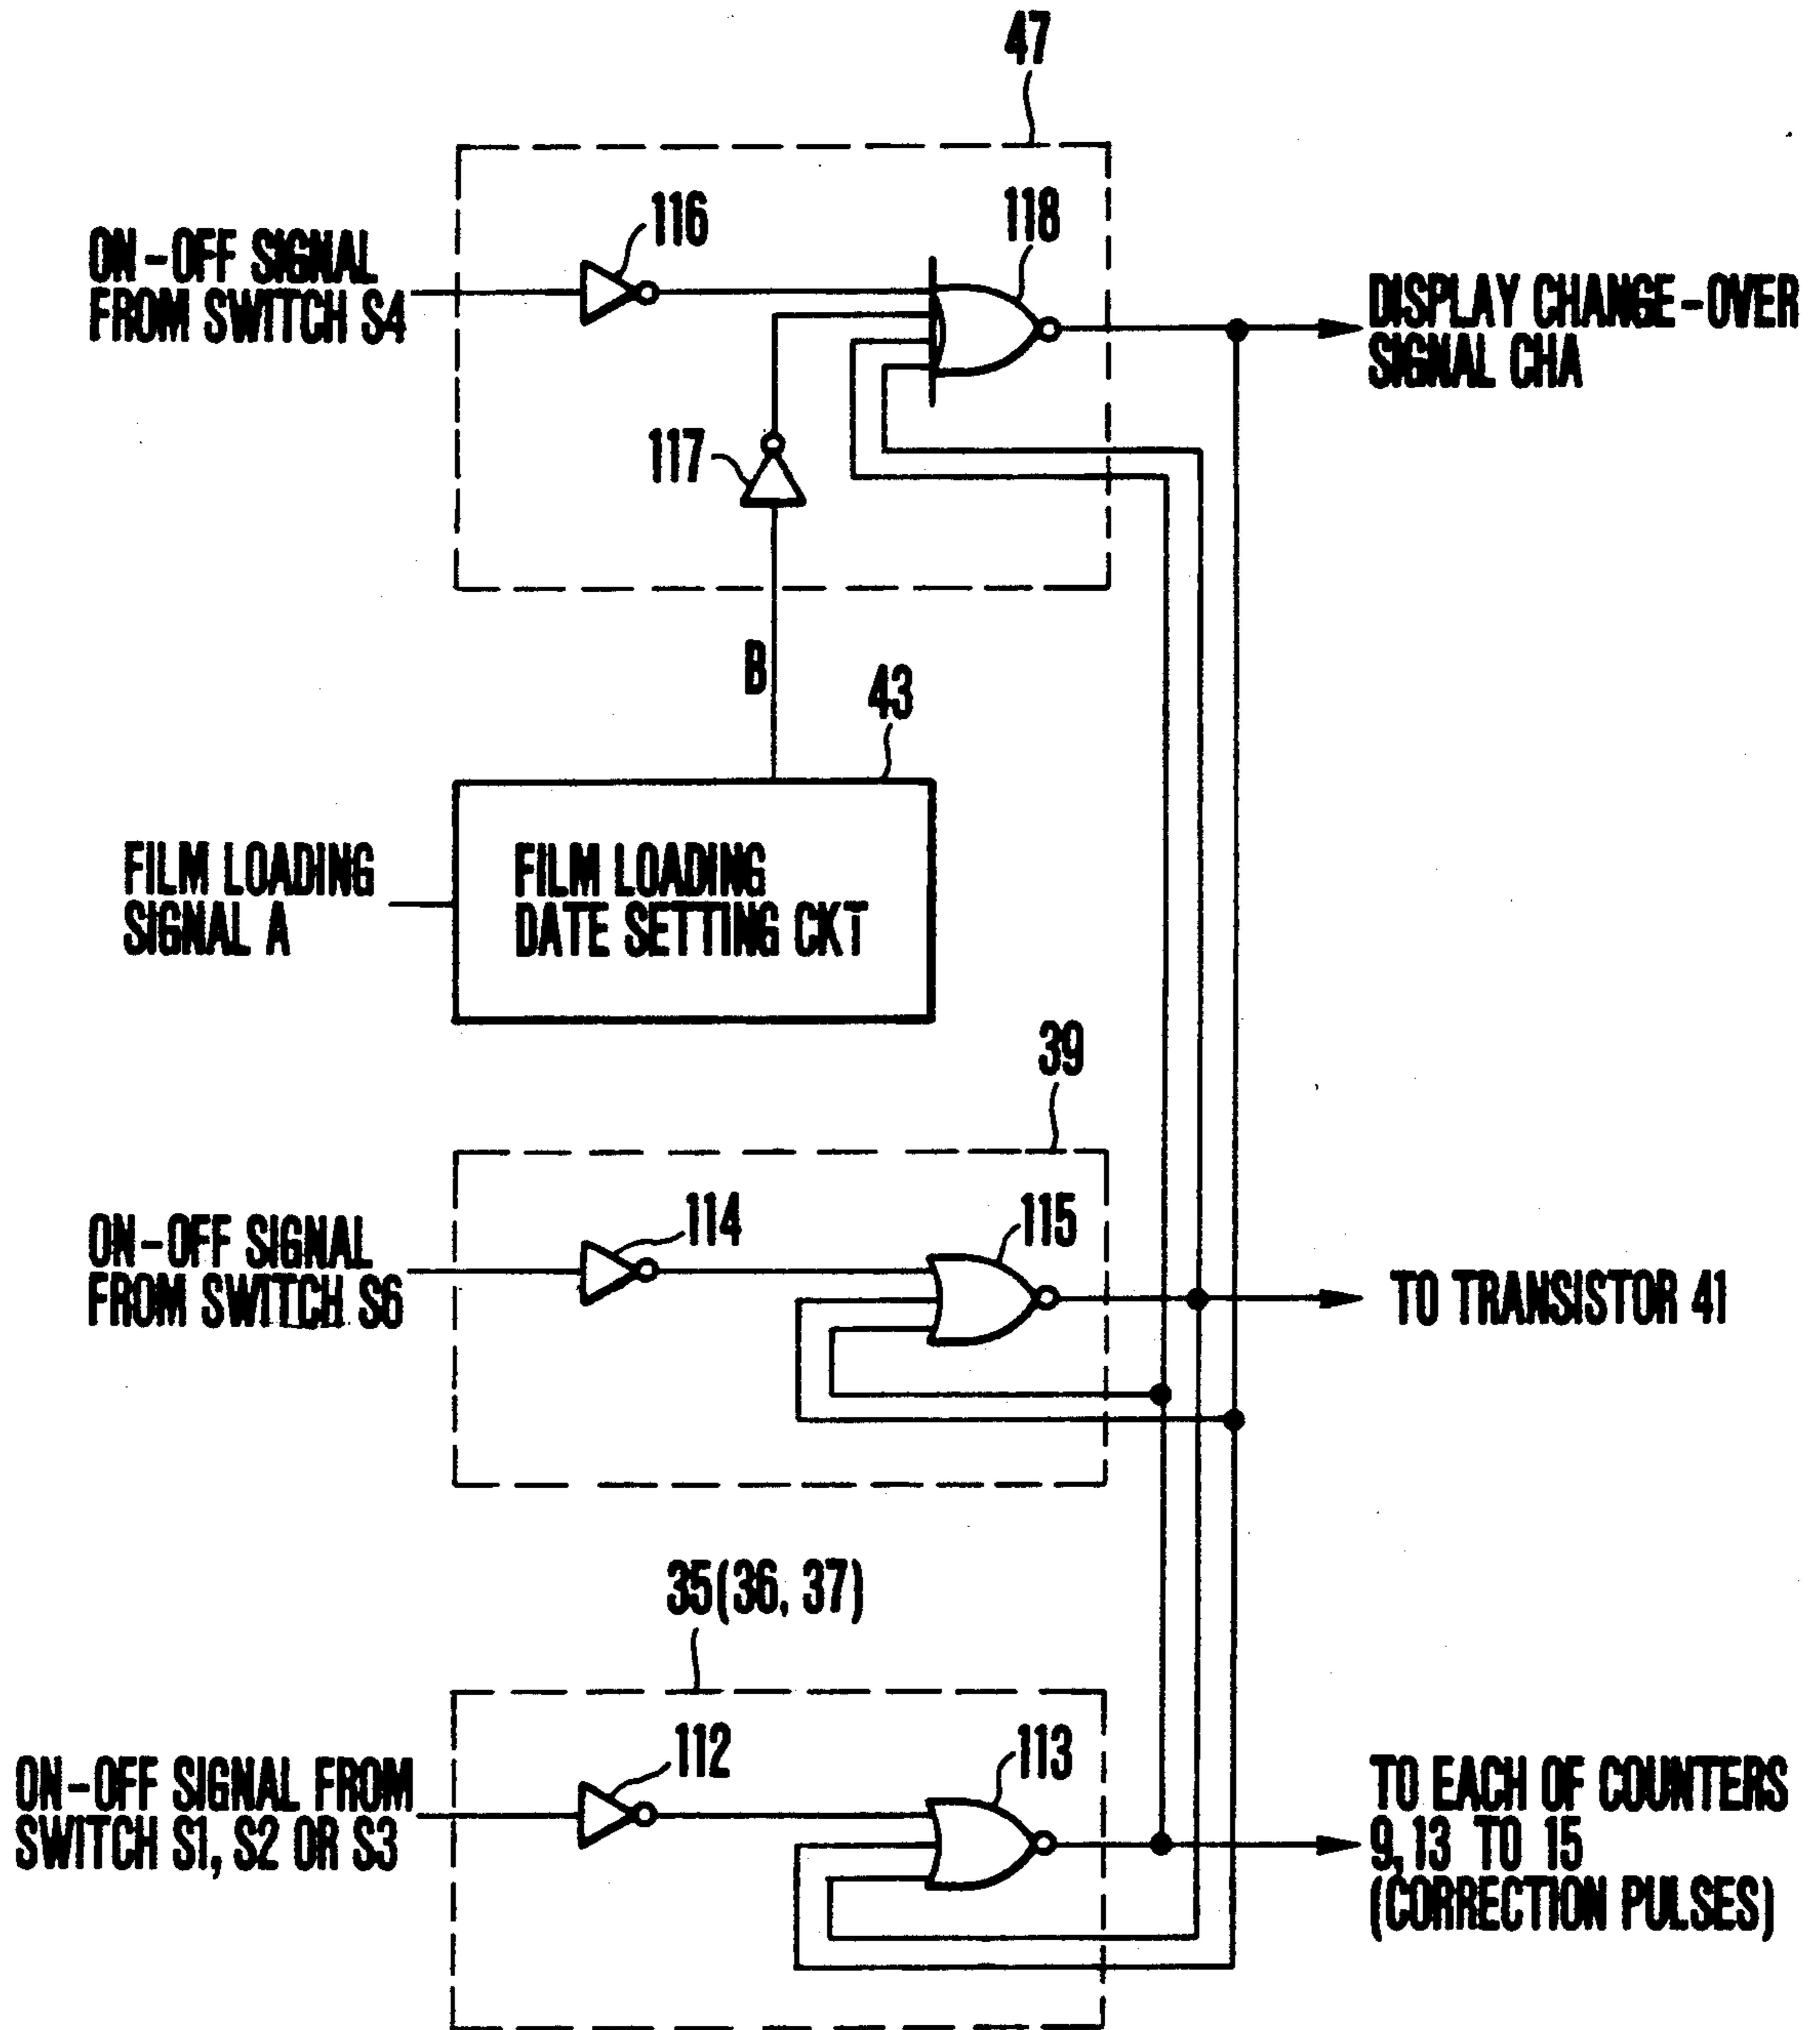 47
116
118
ON-OFF SIGNAL
FROM SWITCH S4
DISPLAY CHANGE-OVER
SIGNAL CHA
117
B
43
FILM LOADING
SIGNAL A
FILM LOADING
DATE SETTING CKT
39
114
115
ON-OFF SIGNAL
FROM SWITCH S6
TO TRANSISTOR 41
35(36, 37)
112
113
ON-OFF SIGNAL FROM
SWITCH S1, S2 OR S3
TO EACH OF COUNTERS
9,13 TO 15
(CORRECTION PULSES)